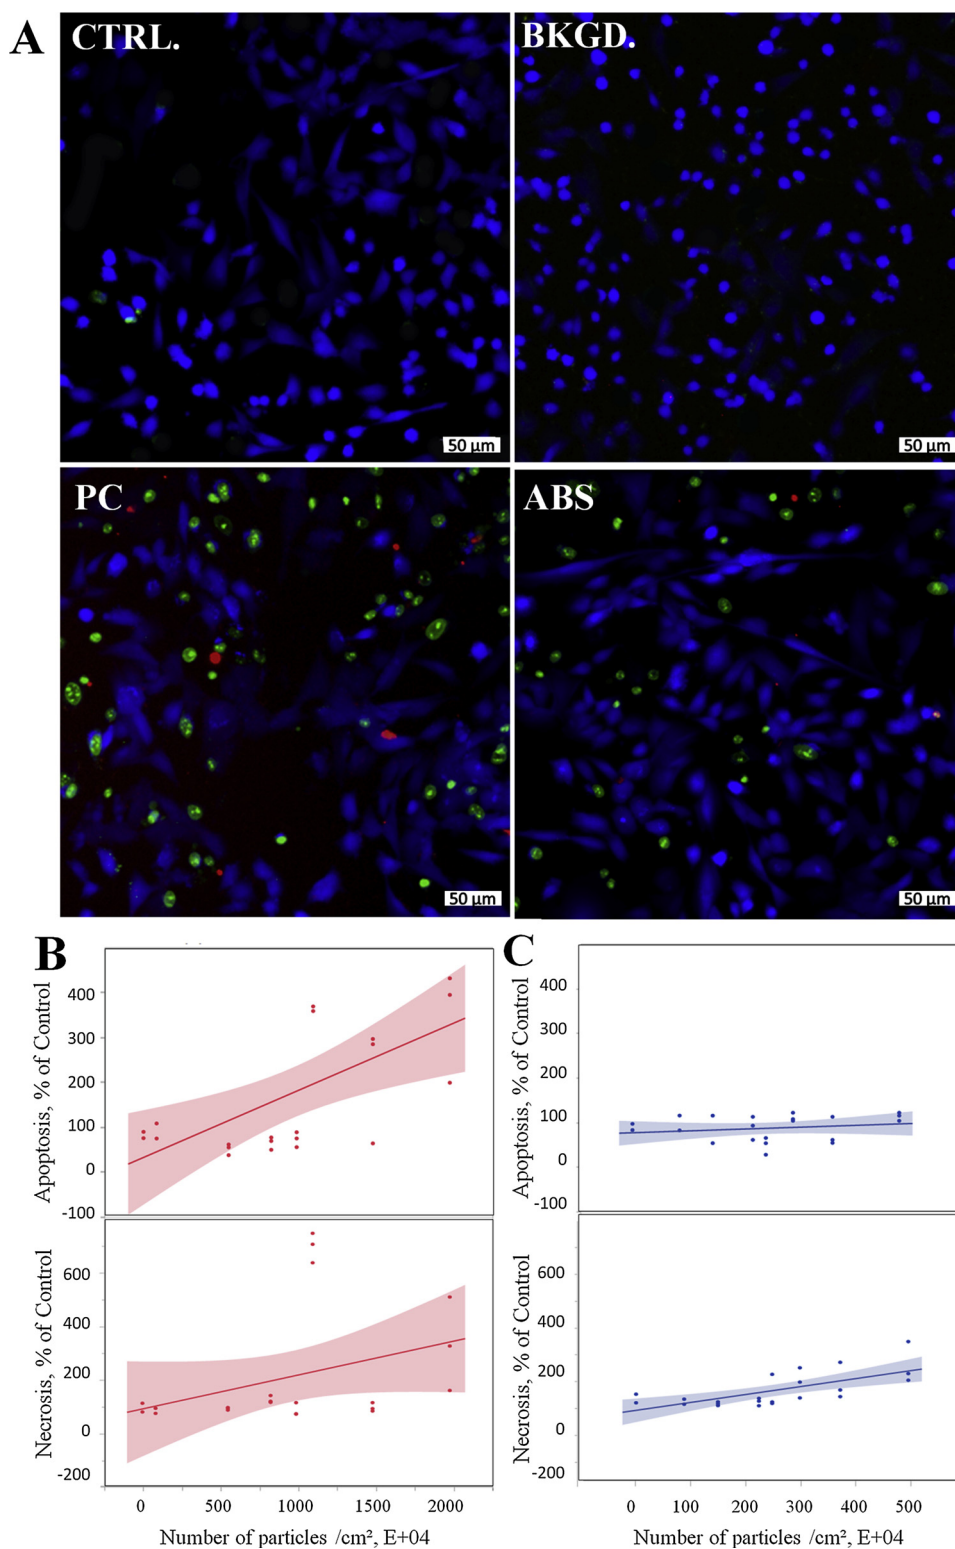 A
CTRL.
BKGD.
50 µm
50 µm
PC
ABS
50 µm
50 µm
B
C
Apoptosis, % of Control
400
300
200
100
0
-100
Apoptosis, % of Control
400
300
200
100
0
-100
Necrosis, % of Control
600
400
200
0
-200
Necrosis, % of Control
600
400
200
0
-200
0 500 1000 1500 2000
0 100 200 300 400 500
Number of particles /cm², E+04
Number of particles /cm², E+04